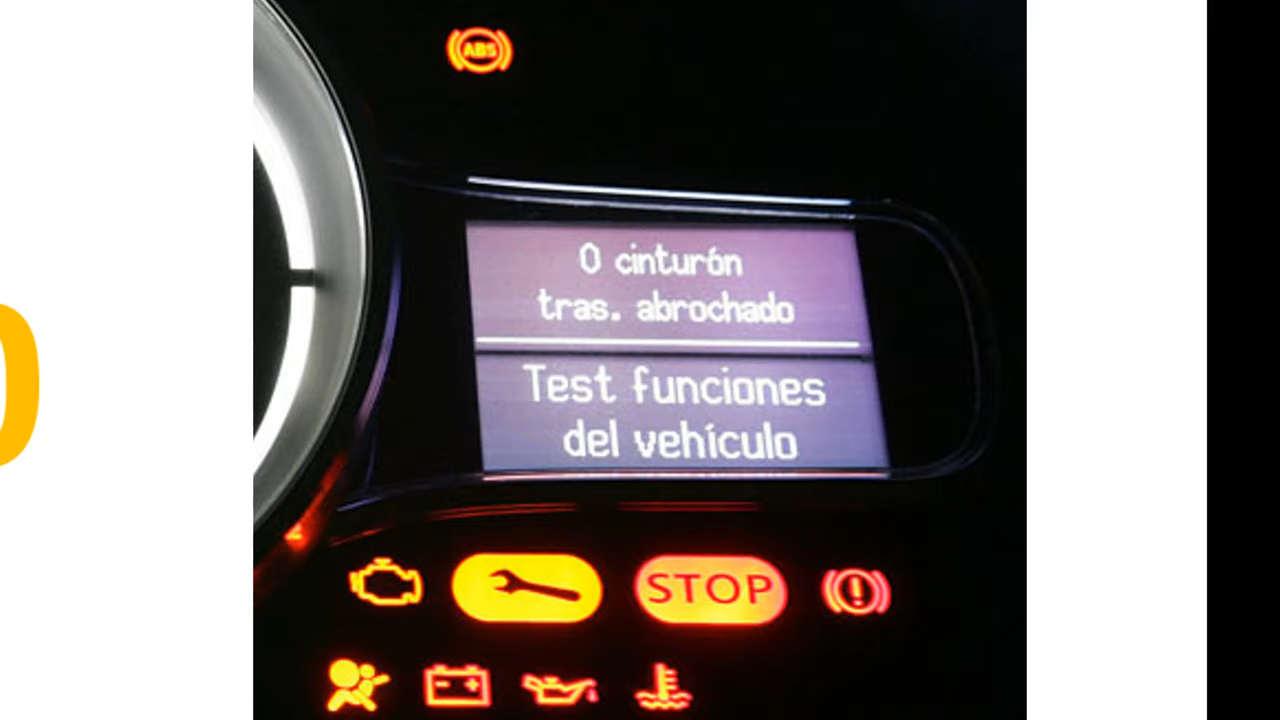 ABS
0 cinturón
tras. abrochado
Test funciones
del vehículo
STOP